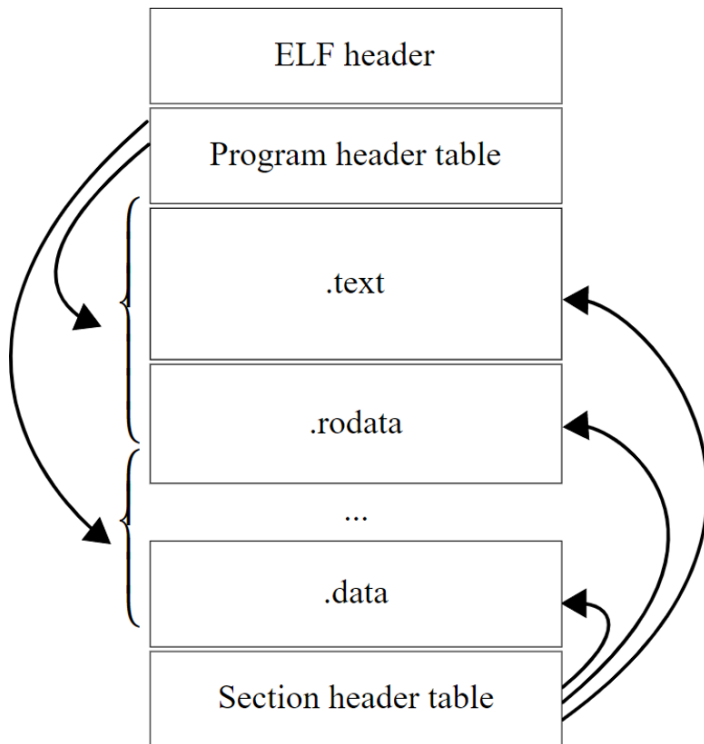 ELF header
Program header table
.text
.rodata
...
.data
Section header table